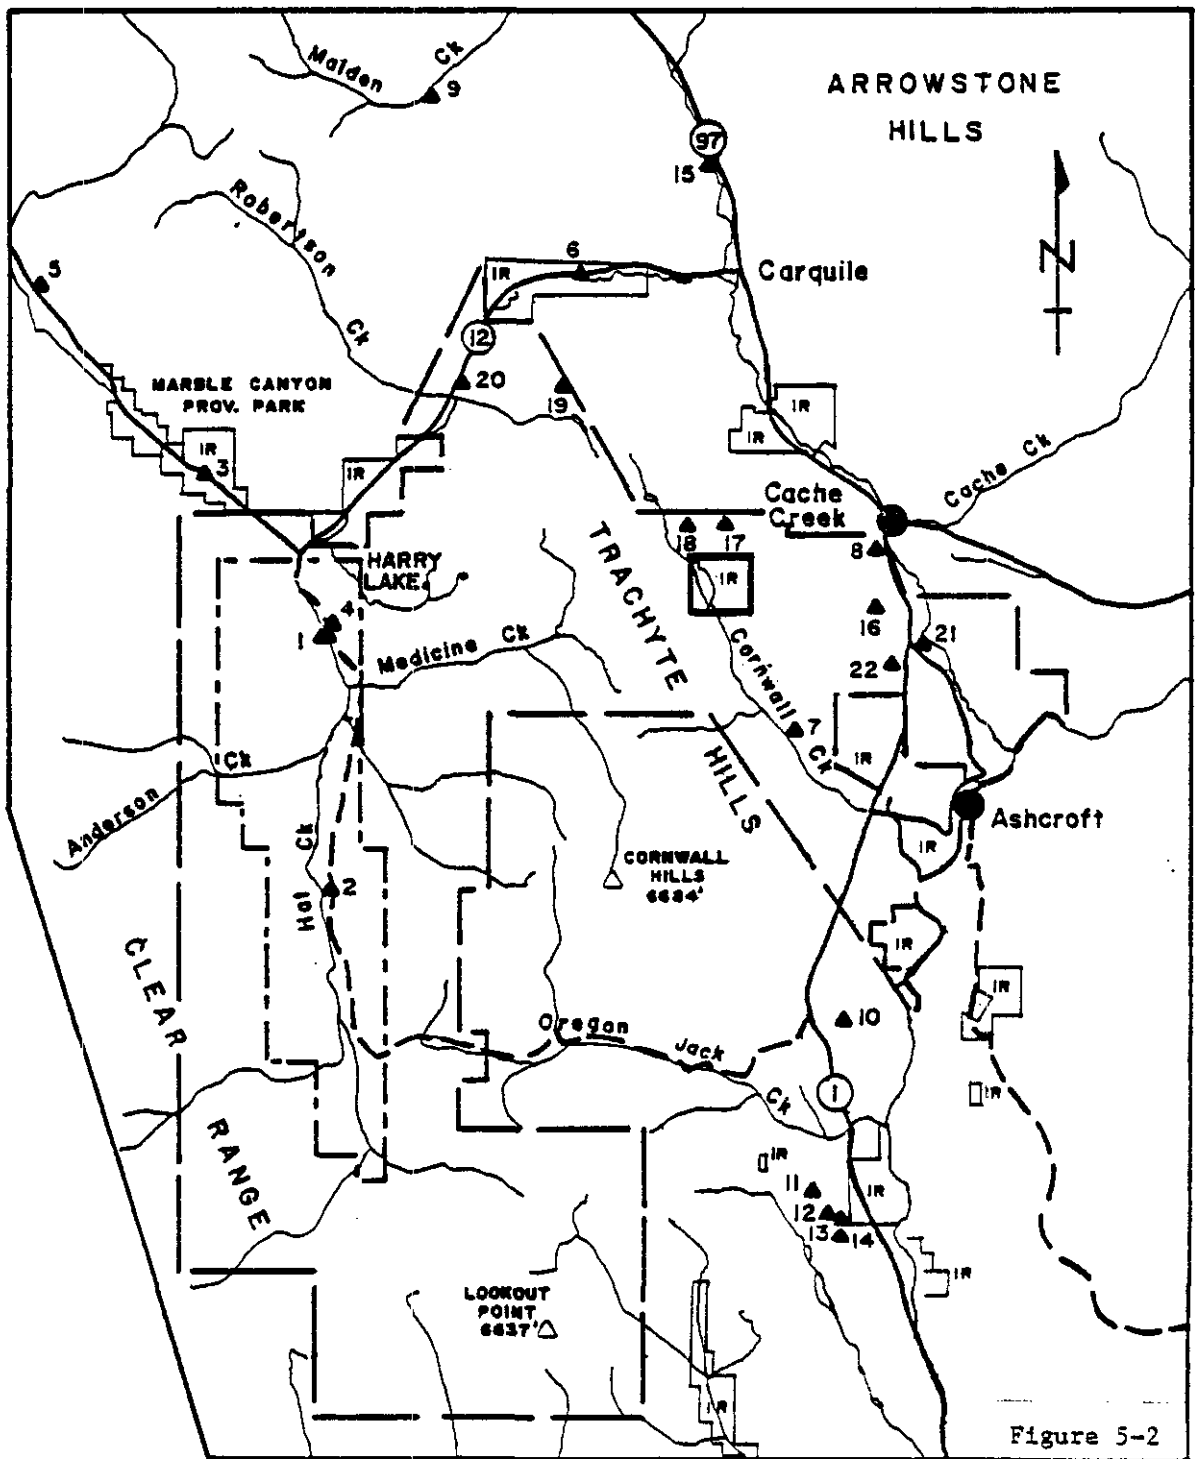 Maiden Ck
9
ARROWSTONE
HILLS
97
15
Robertson Ck
N
5
IR
6
Carquile
12
MARBLE CANYON
PROV. PARK
20
19
IR
IR
IR
3
IR
Cache Ck
Cache
Creek
18
17
8
HARRY
LAKE
TRACHYTE HILLS
IR
4
1
Medicine Ck
16
21
22
Cornwall Ck
7
IR
Anderson Ck
Ashcroft
IR
CORNWALL
HILLS
6684'
2
Hat Ck
IR
CLEAR RANGE
IR
Oregon Jack Ck
10
1
IR
IR
11
IR
12
13
14
IR
LOOKOUT
POINT
6637'
IR
Figure 5-2